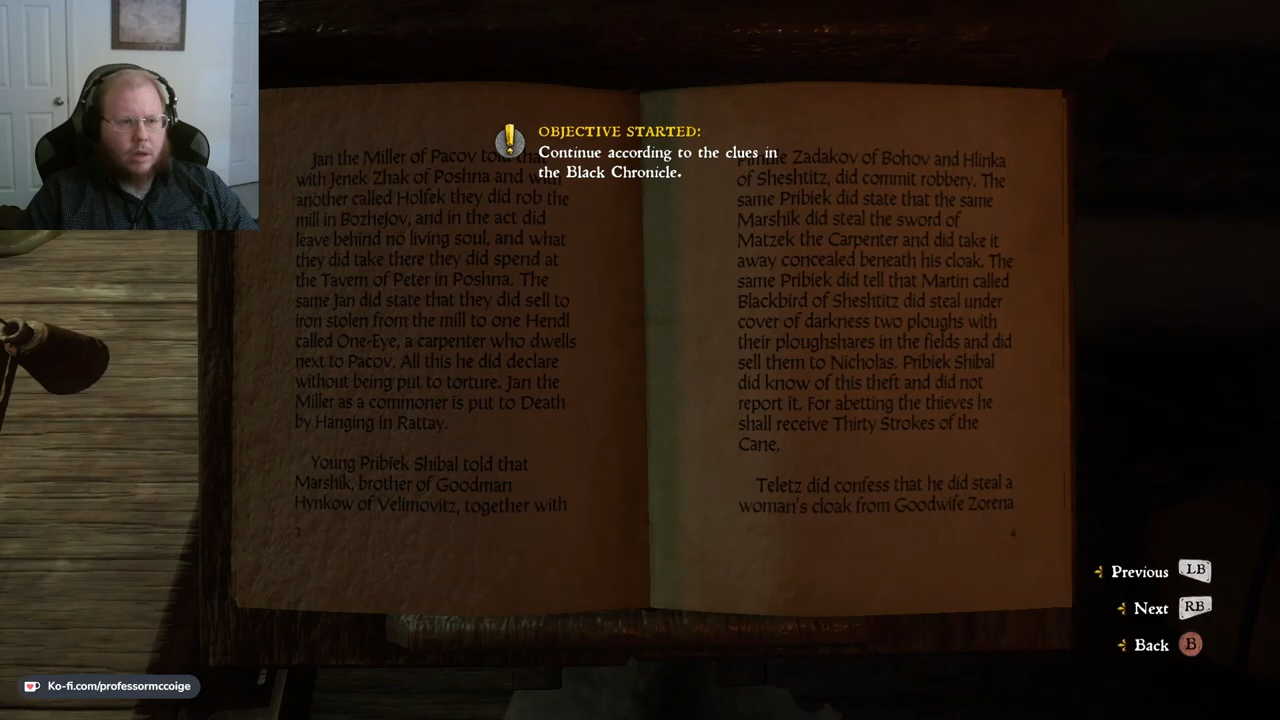 OBJECTIVE STARTED:
Continue according to the clues in
the Black Chronicle.
Jan the Miller of Pacov told that
with Jenek Zhak of Poshna and with
another called Holfek they did rob the
mill in Bozhejov, and in the act did
leave behind no living soul, and what
they did take there they did spend at
the Tavern of Peter in Poshna. The
same Jan did state that they did sell to
iron stolen from the mill to one Hendl
called One-Eye, a carpenter who dwells
next to Pacov. All this he did declare
without being put to torture. Jan the
Miller as a commoner is put to Death
by Hanging in Rattay.
Young Pribiek Shibal told that
Marshik, brother of Goodman
Hynkow of Velimovitz, together with
3
Zadakov of Bohov and Hlinka
of Sheshtitz, did commit robbery. The
same Pribiek did state that the same
Marshik did steal the sword of
Matzek the Carpenter and did take it
away concealed beneath his cloak. The
same Pribiek did tell that Martin called
Blackbird of Sheshtitz did steal under
cover of darkness two ploughs with
their ploughshares in the fields and did
sell them to Nicholas. Pribiek Shibal
did know of this theft and did not
report it. For abetting the thieves he
shall receive Thirty Strokes of the
Cane.
Teletz did confess that he did steal a
woman's cloak from Goodwife Zorena
4
Previous LB
Next RB
Back B
Ko-fi.com/professormccoige